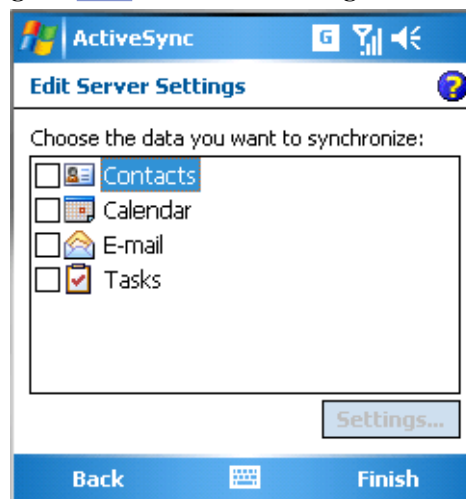 ActiveSync G
Edit Server Settings ?
Choose the data you want to synchronize:
Contacts
Calendar
E-mail
Tasks
Settings...
Back Finish